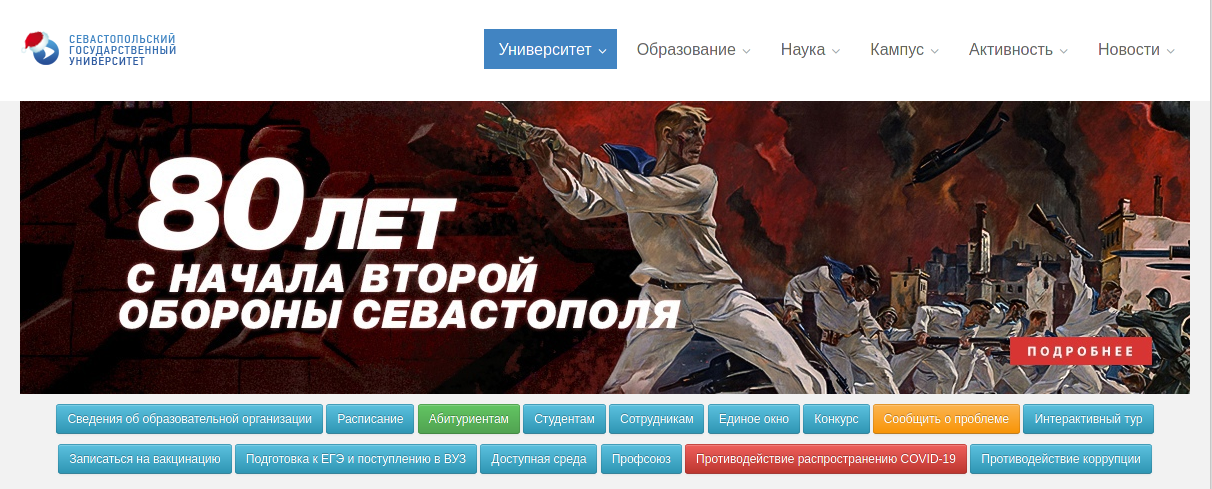 СЕВАСТОПОЛЬСКИЙ
ГОСУДАРСТВЕННЫЙ
УНИВЕРСИТЕТ
Университет Образование Наука Кампус Активность Новости
80 ЛЕТ
С НАЧАЛА ВТОРОЙ
ОБОРОНЫ СЕВАСТОПОЛЯ
ПОДРОБНЕЕ
Сведения об образовательной организации Расписание Абитуриентам Студентам Сотрудникам Единое окно Конкурс Сообщить о проблеме Интерактивный тур
Записаться на вакцинацию Подготовка к ЕГЭ и поступлению в ВУЗ Доступная среда Профсоюз Противодействие распространению COVID-19 Противодействие коррупции